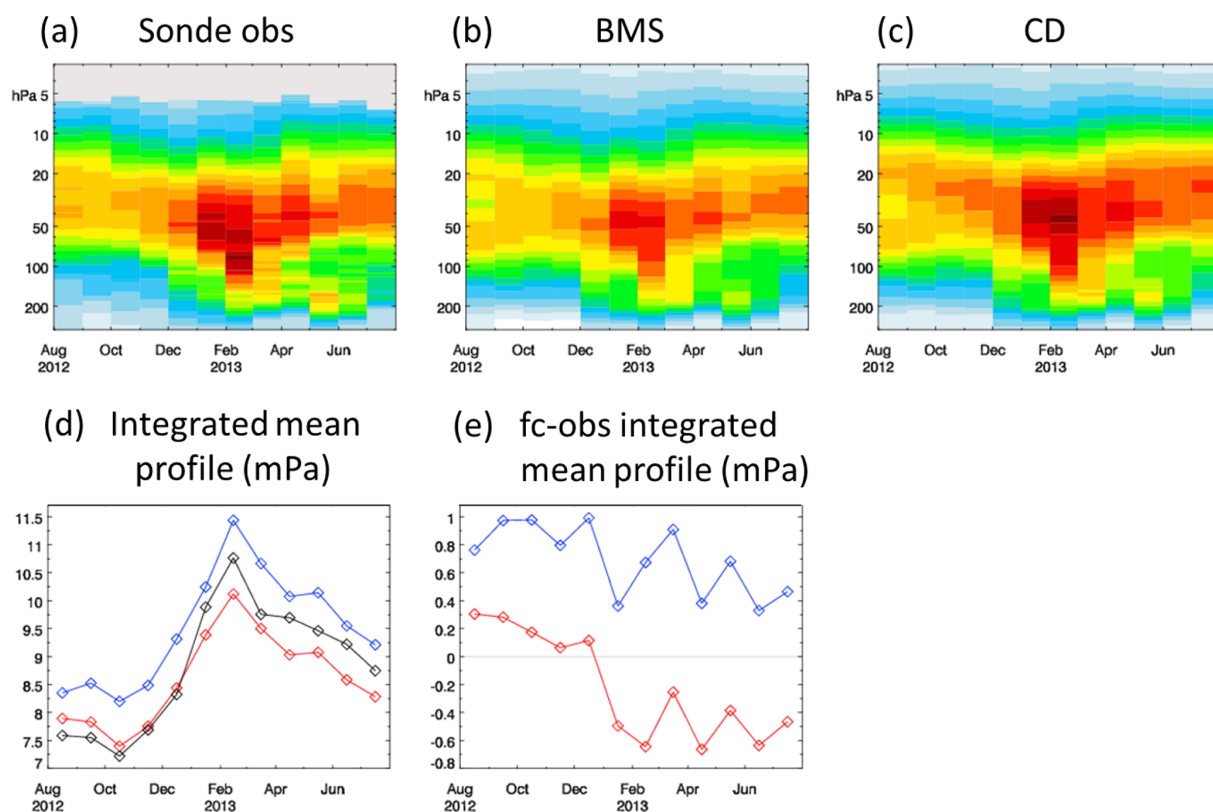 (a) Sonde obs
(b) BMS
(c) CD
hPa 5
10
20
50
100
200
Aug Oct Dec Feb Apr Jun
2012 2013
hPa 5
10
20
50
100
200
Aug Oct Dec Feb Apr Jun
2012 2013
hPa 5
10
20
50
100
200
Aug Oct Dec Feb Apr Jun
2012 2013
(d) Integrated mean
profile (mPa)
(e) fc-obs integrated
mean profile (mPa)
11.5
11
10.5
10
9.5
9
8.5
8
7.5
7
Aug Oct Dec Feb Apr Jun
2012 2013
1
0.8
0.6
0.4
0.2
0
-0.2
-0.4
-0.6
-0.8
Aug Oct Dec Feb Apr Jun
2012 2013